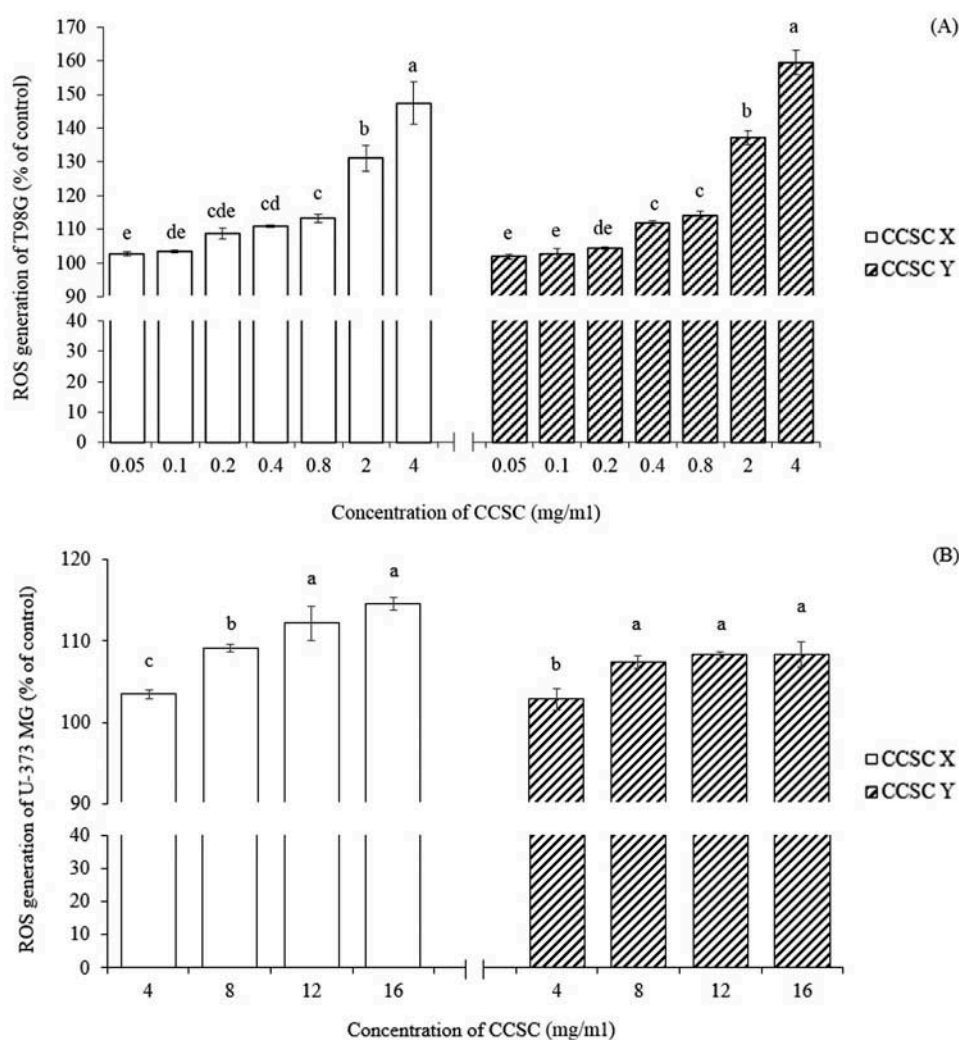 (A)
ROS generation of T98G (% of control)
170
160
150
140
130
120
110
100
90
40
30
20
10
0
e de cde cd c b a
e e de c c b a
0.05 0.1 0.2 0.4 0.8 2 4 0.05 0.1 0.2 0.4 0.8 2 4
Concentration of CCSC (mg/ml)
CCSC X
CCSC Y
(B)
ROS generation of U-373 MG (% of control)
120
110
100
90
40
30
20
10
0
c b a a
b a a a
4 8 12 16 4 8 12 16
Concentration of CCSC (mg/ml)
CCSC X
CCSC Y